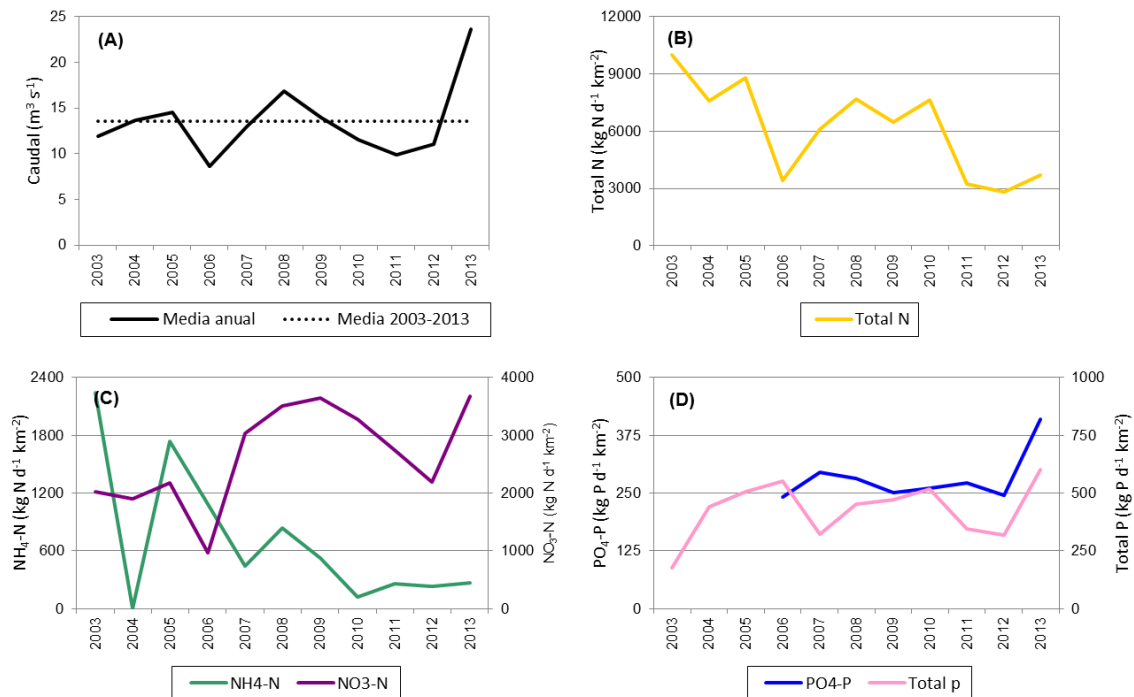 (A)
Caudal (m³ s⁻¹)
25
20
15
10
5
0
2003 2004 2005 2006 2007 2008 2009 2010 2011 2012 2013
Media anual Media 2003-2013
(B)
Total N (kg N d⁻¹ km⁻²)
12000
9000
6000
3000
0
2003 2004 2005 2006 2007 2008 2009 2010 2011 2012 2013
Total N
(C)
NH₄-N (kg N d⁻¹ km⁻²)
2400
1800
1200
600
0
4000
3000
2000
1000
0
NO₃-N (kg N d⁻¹ km⁻²)
2003 2004 2005 2006 2007 2008 2009 2010 2011 2012 2013
NH4-N NO3-N
(D)
PO₄-P (kg P d⁻¹ km⁻²)
500
375
250
125
0
1000
750
500
250
0
Total P (kg P d⁻¹ km⁻²)
2003 2004 2005 2006 2007 2008 2009 2010 2011 2012 2013
PO4-P Total p